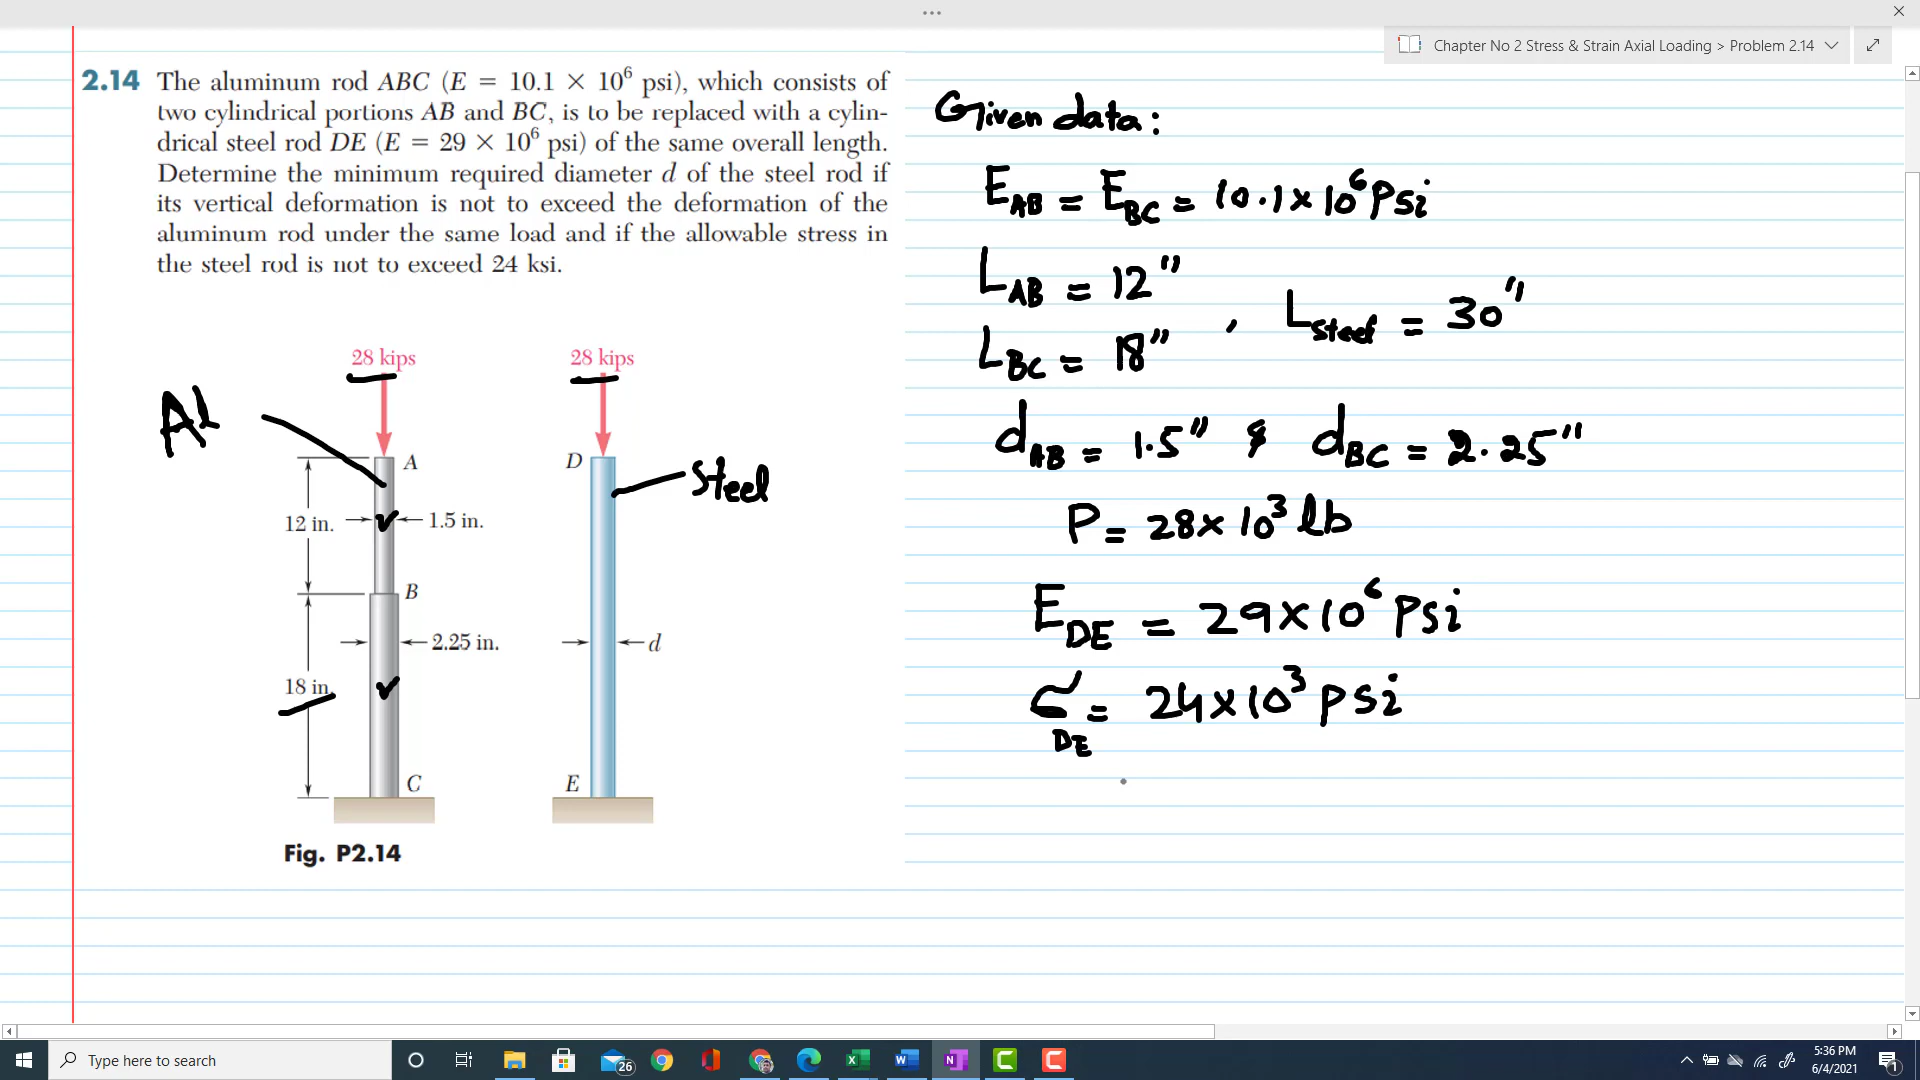 Chapter No 2 Stress & Strain Axial Loading > Problem 2.14
2.14 The aluminum rod ABC (E = 10.1 × 10⁶ psi), which consists of
two cylindrical portions AB and BC, is to be replaced with a cylin-
drical steel rod DE (E = 29 × 10⁶ psi) of the same overall length.
Determine the minimum required diameter d of the steel rod if
its vertical deformation is not to exceed the deformation of the
aluminum rod under the same load and if the allowable stress in
the steel rod is not to exceed 24 ksi.
28 kips
28 kips
Al
A
D
steel
12 in.
1.5 in.
B
2.25 in.
d
18 in.
C
E
Fig. P2.14
Given data:
E_AB = E_BC = 10.1 × 10⁶ Psi
L_AB = 12"
L_BC = 18" , L_steel = 30"
d_AB = 1.5" & d_BC = 2.25"
P = 28 × 10³ lb
E_DE = 29 × 10⁶ Psi
σ_DE = 24 × 10³ psi
Type here to search
26
5:36 PM
6/4/2021
1